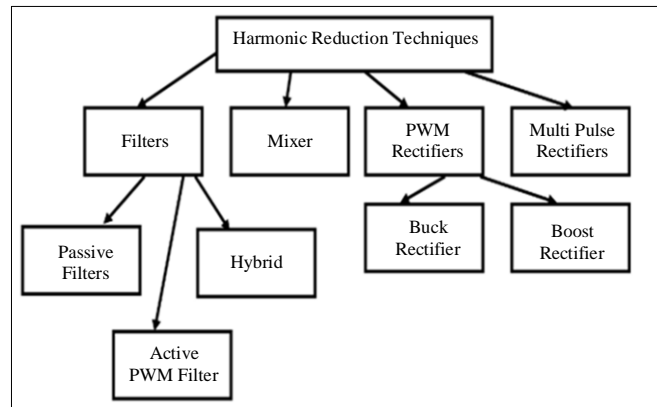 Harmonic Reduction Techniques
Filters
Mixer
PWM
Rectifiers
Multi Pulse
Rectifiers
Passive
Filters
Hybrid
Buck
Rectifier
Boost
Rectifier
Active
PWM Filter